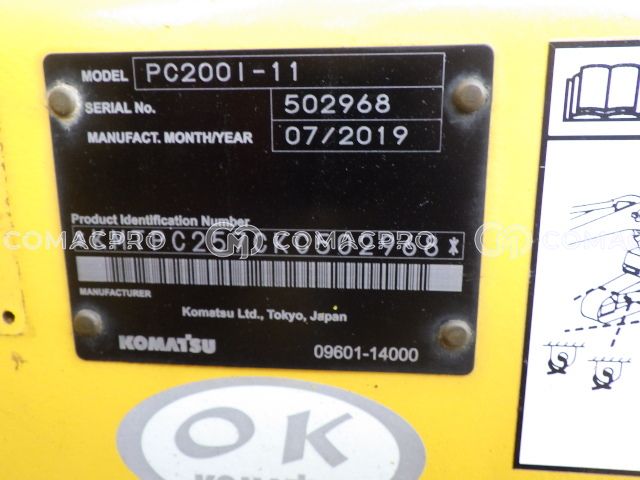 MODEL PC200I-11
SERIAL No. 502968
MANUFACT. MONTH/YEAR 07/2019
Product Identification Number
COMACPRO COMACPRO
MANUFACTURER
Komatsu Ltd., Tokyo, Japan
KOMATSU 09601-14000
OK
KOMATSU